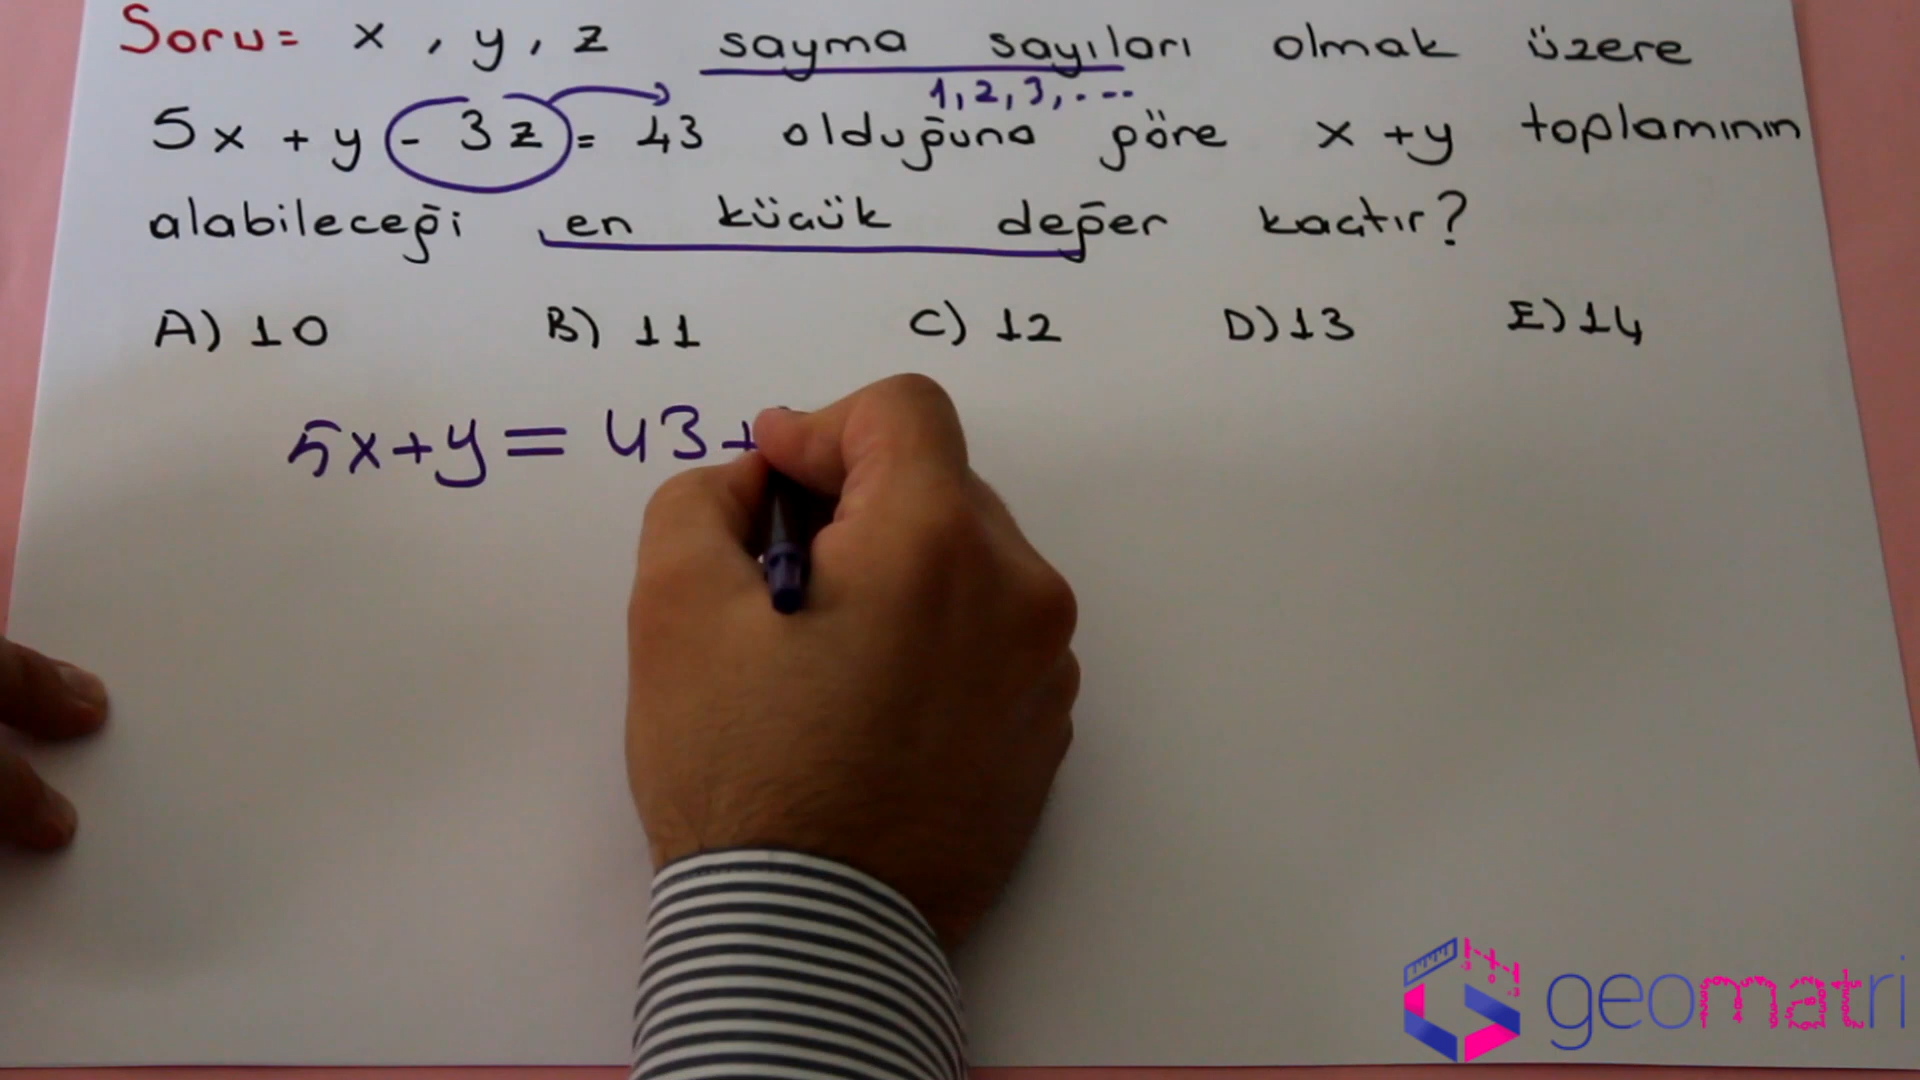 Soru= x, y, z sayma sayıları olmak üzere
1, 2, 3, ...
5x + y - 3z = 43 olduğuna göre x + y toplamının
alabileceği en küçük değer kaçtır?
A) 10 B) 11 C) 12 D) 13 E) 14
5x+y = 43+
geomatri